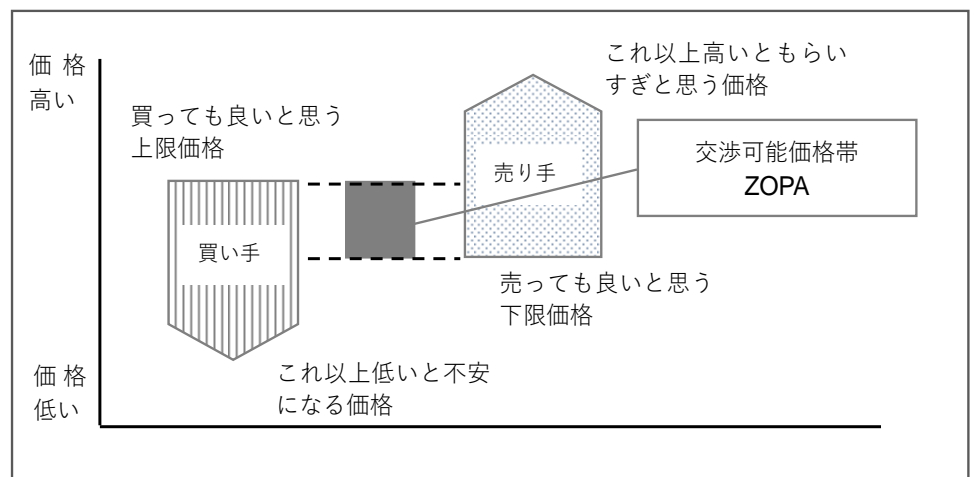 価格
高い
これ以上高いともらい
すぎと思う価格
買っても良いと思う
上限価格
交渉可能価格帯
ZOPA
売り手
買い手
売っても良いと思う
下限価格
これ以上低いと不安
になる価格
価格
低い